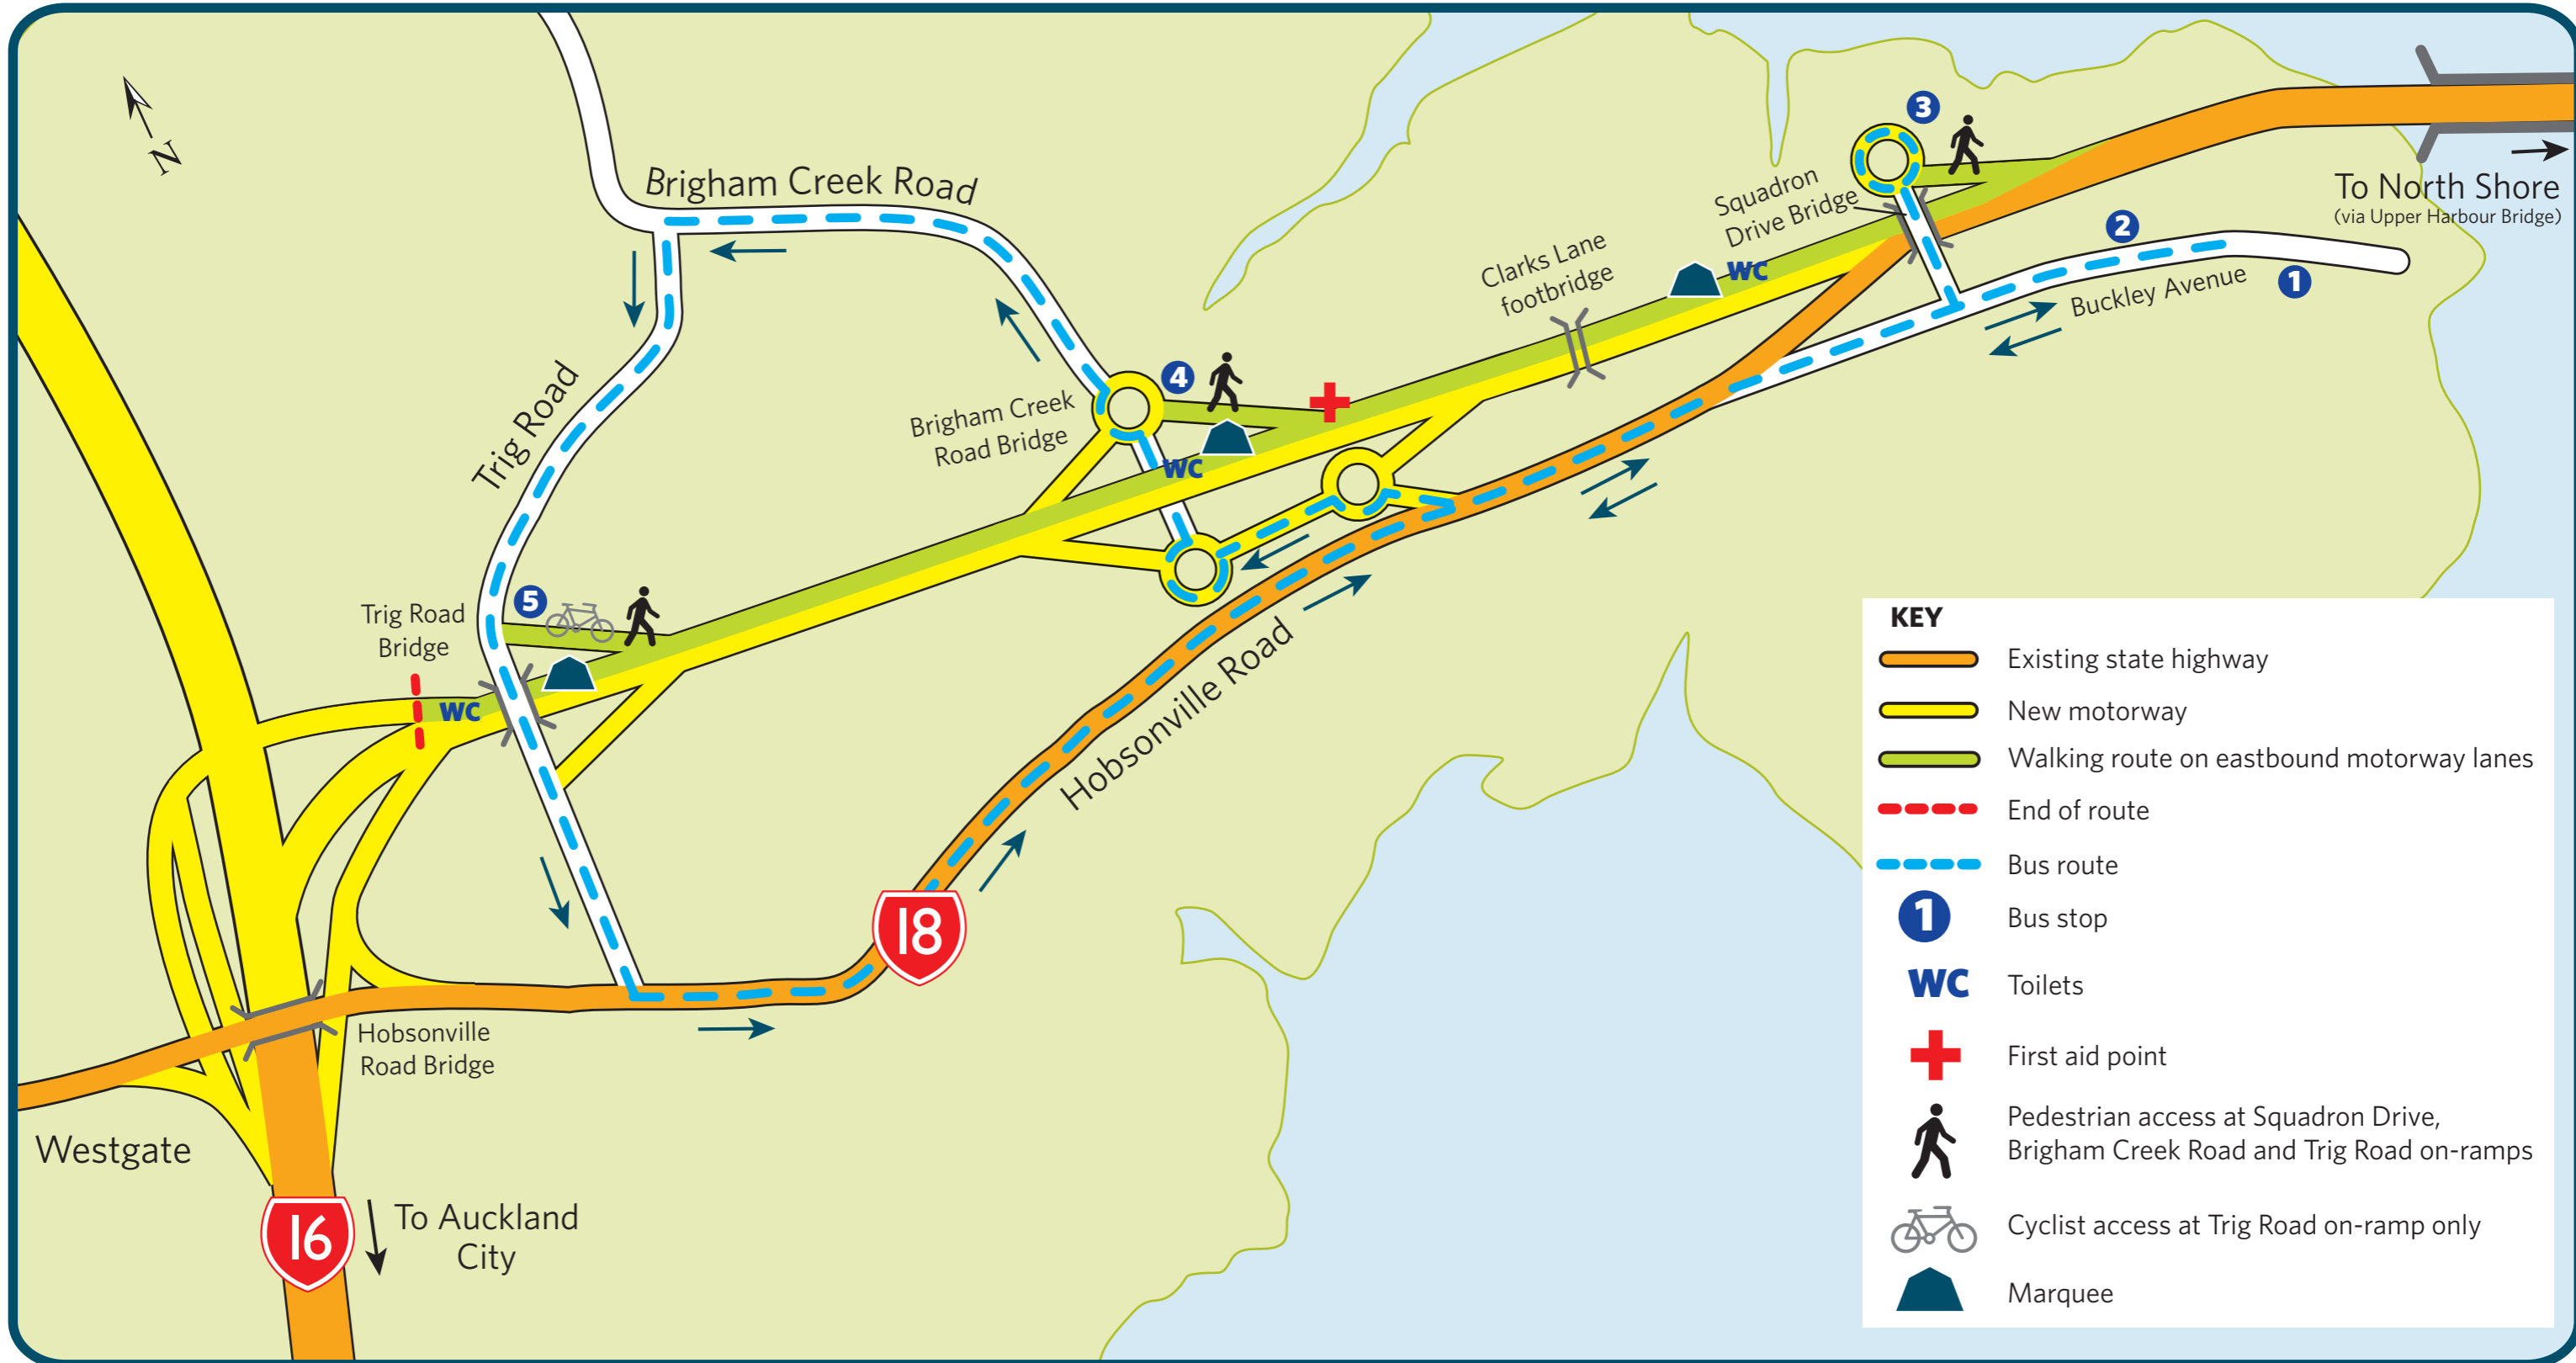 N
Brigham Creek Road
Trig Road
Brigham Creek
Road Bridge
4
WC
Clarks Lane
footbridge
WC
Squadron
Drive Bridge
3
To North Shore
(via Upper Harbour Bridge)
2
Buckley Avenue
1
Trig Road
Bridge
5
WC
Hobsonville Road
18
Hobsonville
Road Bridge
Westgate
16
To Auckland
City
KEY
Existing state highway
New motorway
Walking route on eastbound motorway lanes
End of route
Bus route
1 Bus stop
WC Toilets
First aid point
Pedestrian access at Squadron Drive,
Brigham Creek Road and Trig Road on-ramps
Cyclist access at Trig Road on-ramp only
Marquee